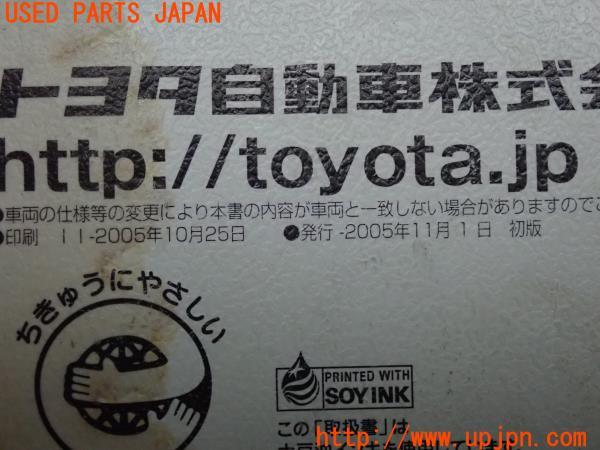 USED PARTS JAPAN
トヨタ自動車株式会
http://toyota.jp
●車両の仕様等の変更により本書の内容が車両と一致しない場合がありますのでご
●印刷 II-2005年10月25日 ●発行-2005年11月1日 初版
ちきゅうにやさしい
PRINTED WITH
SOY INK
この「取扱書」は
http://www.upjpn.com